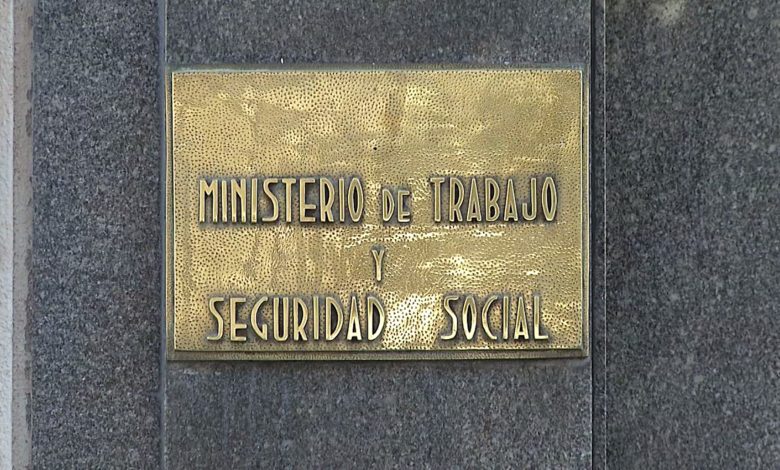 MINISTERIO DE TRABAJO
Y
SEGURIDAD SOCIAL